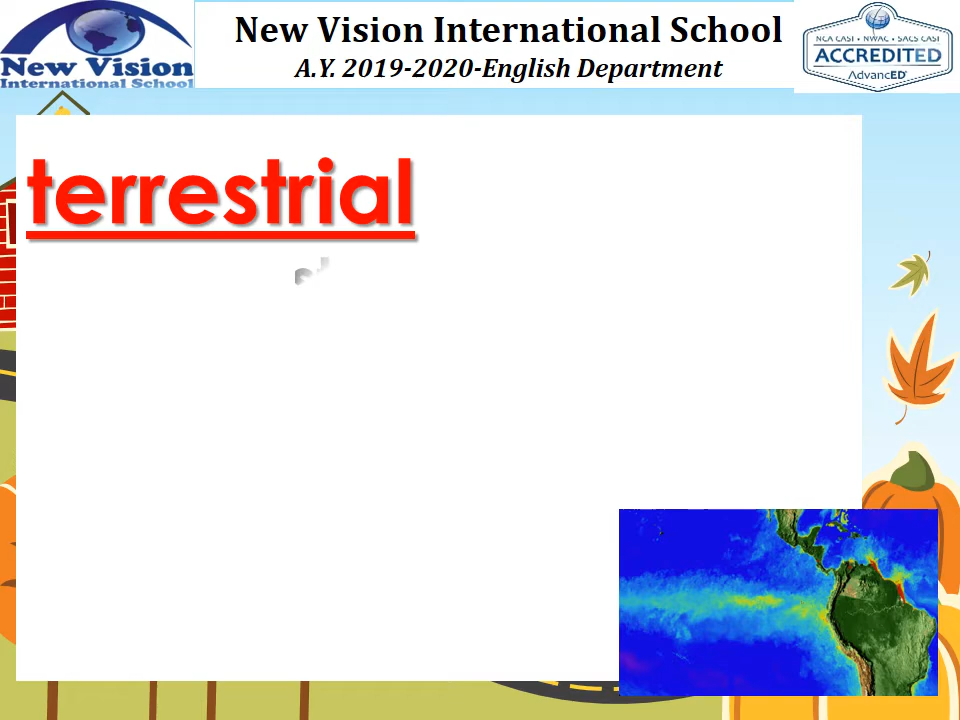 New Vision
International School
New Vision International School
A.Y. 2019-2020-English Department
NCA CASI • NWAC • SACS CASI
ACCREDITED
AdvancED
terrestrial